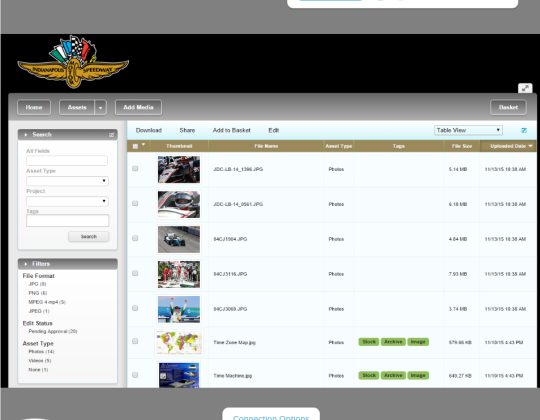 INDIANAPOLIS SPEEDWAY
Home Assets Add Media Basket
Search
All Fields
Asset Type
Project
Tags
Search
Filters
File Format
JPG (8)
PNG (6)
MPEG 4 mp4 (5)
JPEG (1)
Edit Status
Pending Approval (20)
Asset Type
Photos (14)
Videos (5)
None (1)
Download Share Add to Basket Edit Table View
Thumbnail File Name Asset Type Tags File Size Uploaded Date
JDC-LB-14_1396.JPG Photos 5.14 MB 11/13/15 10:38 AM
JDC-LB-14_0561.JPG Photos 6.18 MB 11/13/15 10:38 AM
04CJ1904.JPG Photos 4.84 MB 11/13/15 10:38 AM
04CJ3116.JPG Photos 7.93 MB 11/13/15 10:38 AM
04CJ3008.JPG Photos 3.74 MB 11/13/15 10:38 AM
Time Zone Map.jpg Photos Stock Archive Image 579.66 KB 11/10/15 4:43 PM
Time Machine.jpg Photos Stock Archive Image 649.27 KB 11/10/15 4:43 PM
Connection Options